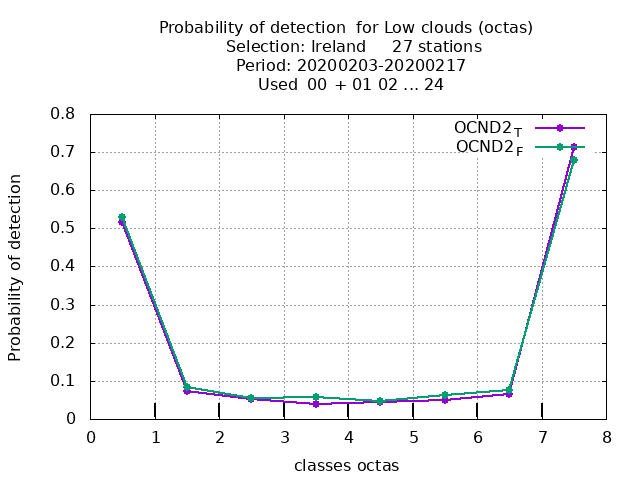 Probability of detection  for Low clouds (octas)
Selection: Ireland     27 stations
Period: 20200203-20200217
Used  00  + 01 02 ... 24
OCND2T
OCND2F
Probability of detection
0.8
0.7
0.6
0.5
0.4
0.3
0.2
0.1
0
0 1 2 3 4 5 6 7 8
classes octas